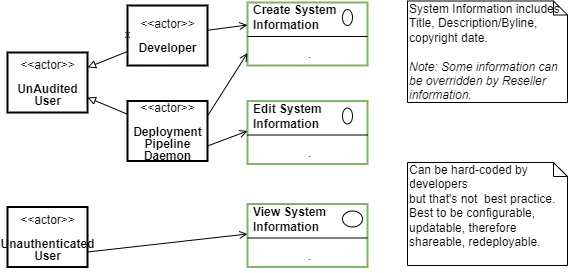 <<actor>>
Developer
<<actor>>
UnAudited
User
<<actor>>
Deployment
Pipeline
Daemon
<<actor>>
Unauthenticated
User
Create System
Information
.
Edit System
Information
.
View System
Information
.
System Information includes
Title, Description/Byline,
copyright date.
Note: Some information can
be overridden by Reseller
information.
Can be hard-coded by
developers
but that's not  best practice.
Best to be configurable,
updatable, therefore
shareable, redeployable.